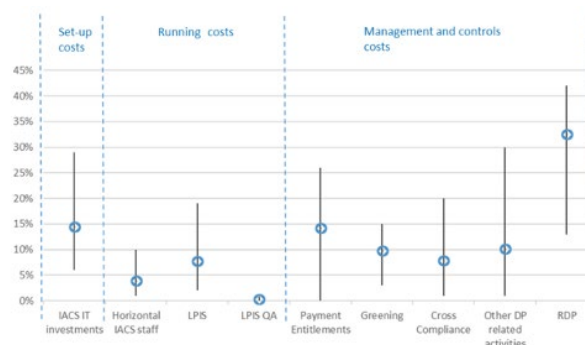 Set-up
costs
Running costs
Management and controls
costs
45%
40%
35%
30%
25%
20%
15%
10%
5%
0%
IACS IT
investments
Horizontal
IACS staff
LPIS
LPIS QA
Payment
Entitlements
Greening
Cross
Compliance
Other DP
related
activities
RDP